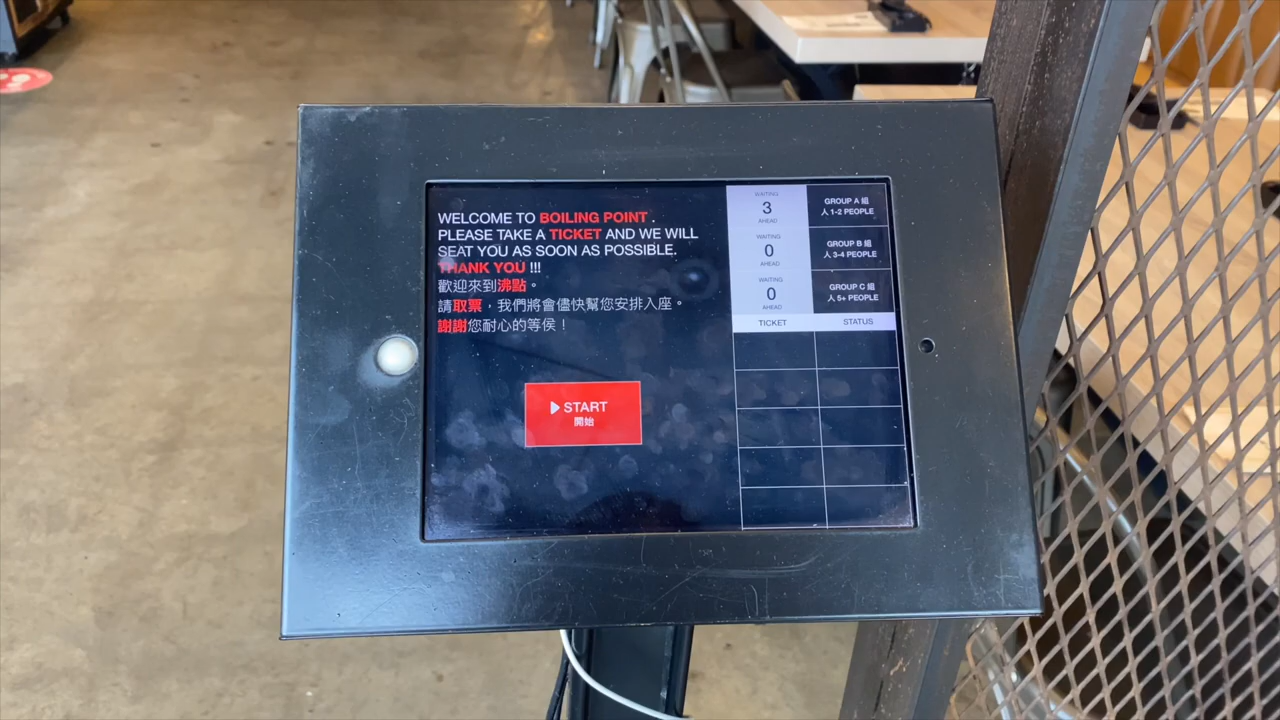 WELCOME TO BOILING POINT .
PLEASE TAKE A TICKET AND WE WILL
SEAT YOU AS SOON AS POSSIBLE.
THANK YOU !!!
歡迎來到沸點。
請取票，我們將會儘快幫您安排入座。
謝謝您耐心的等侯！
START
開始
WAITING
3
AHEAD
GROUP A 組
人 1-2 PEOPLE
WAITING
0
AHEAD
GROUP B 組
人 3-4 PEOPLE
WAITING
0
AHEAD
GROUP C 組
人 5+ PEOPLE
TICKET STATUS